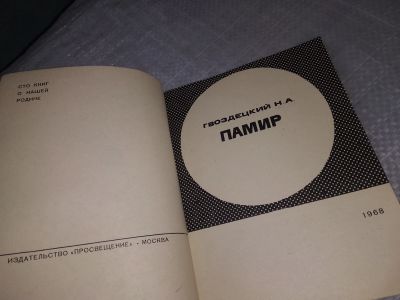 СТО КНИГ
О НАШЕЙ
РОДИНЕ
ИЗДАТЕЛЬСТВО «ПРОСВЕЩЕНИЕ» - МОСКВА
ГВОЗДЕЦКИЙ Н.А.
ПАМИР
1968